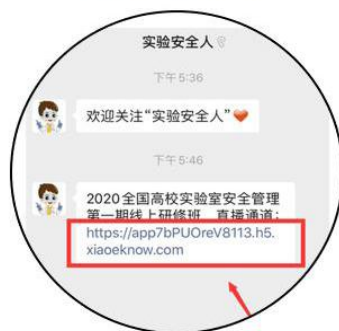 实验安全人
下午5:36
欢迎关注“实验安全人”
下午5:46
2020全国高校实验室安全管理
第一期线上研修班，直播通道：
https://app7bPUOreV8113.h5.
xiaoeknow.com